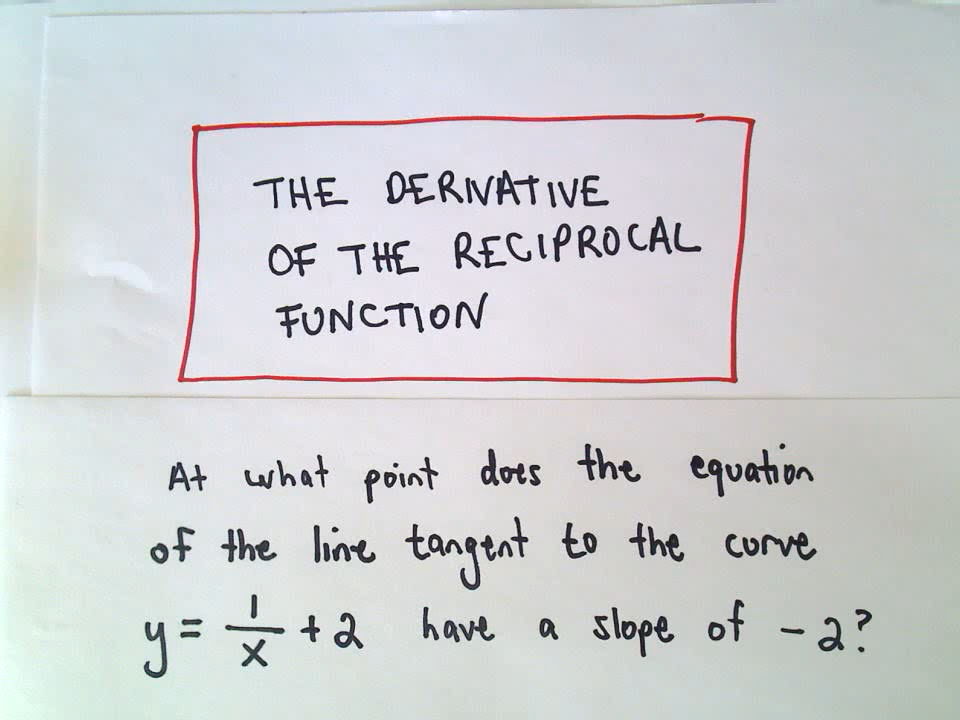 THE DERIVATIVE
OF THE RECIPROCAL
FUNCTION
At what point does the equation
of the line tangent to the curve
y = 1/x + 2 have a slope of -2?